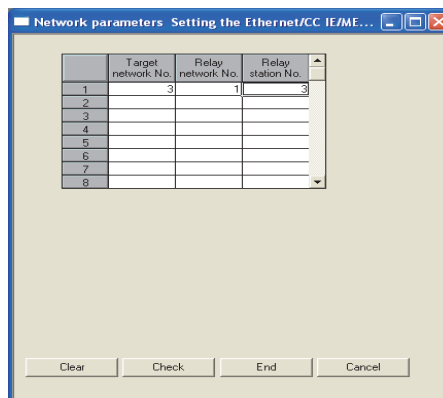 Network parameters Setting the Ethernet/CC IE/ME...
Target network No. Relay network No. Relay station No.
1 3 1 3
2
3
4
5
6
7
8
Clear Check End Cancel